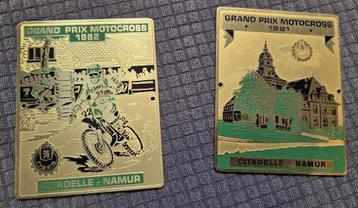 GRAND PRIX MOTOCROSS
1982
CITADELLE - NAMUR
GRAND PRIX MOTOCROSS
1981
CITADELLE - NAMUR